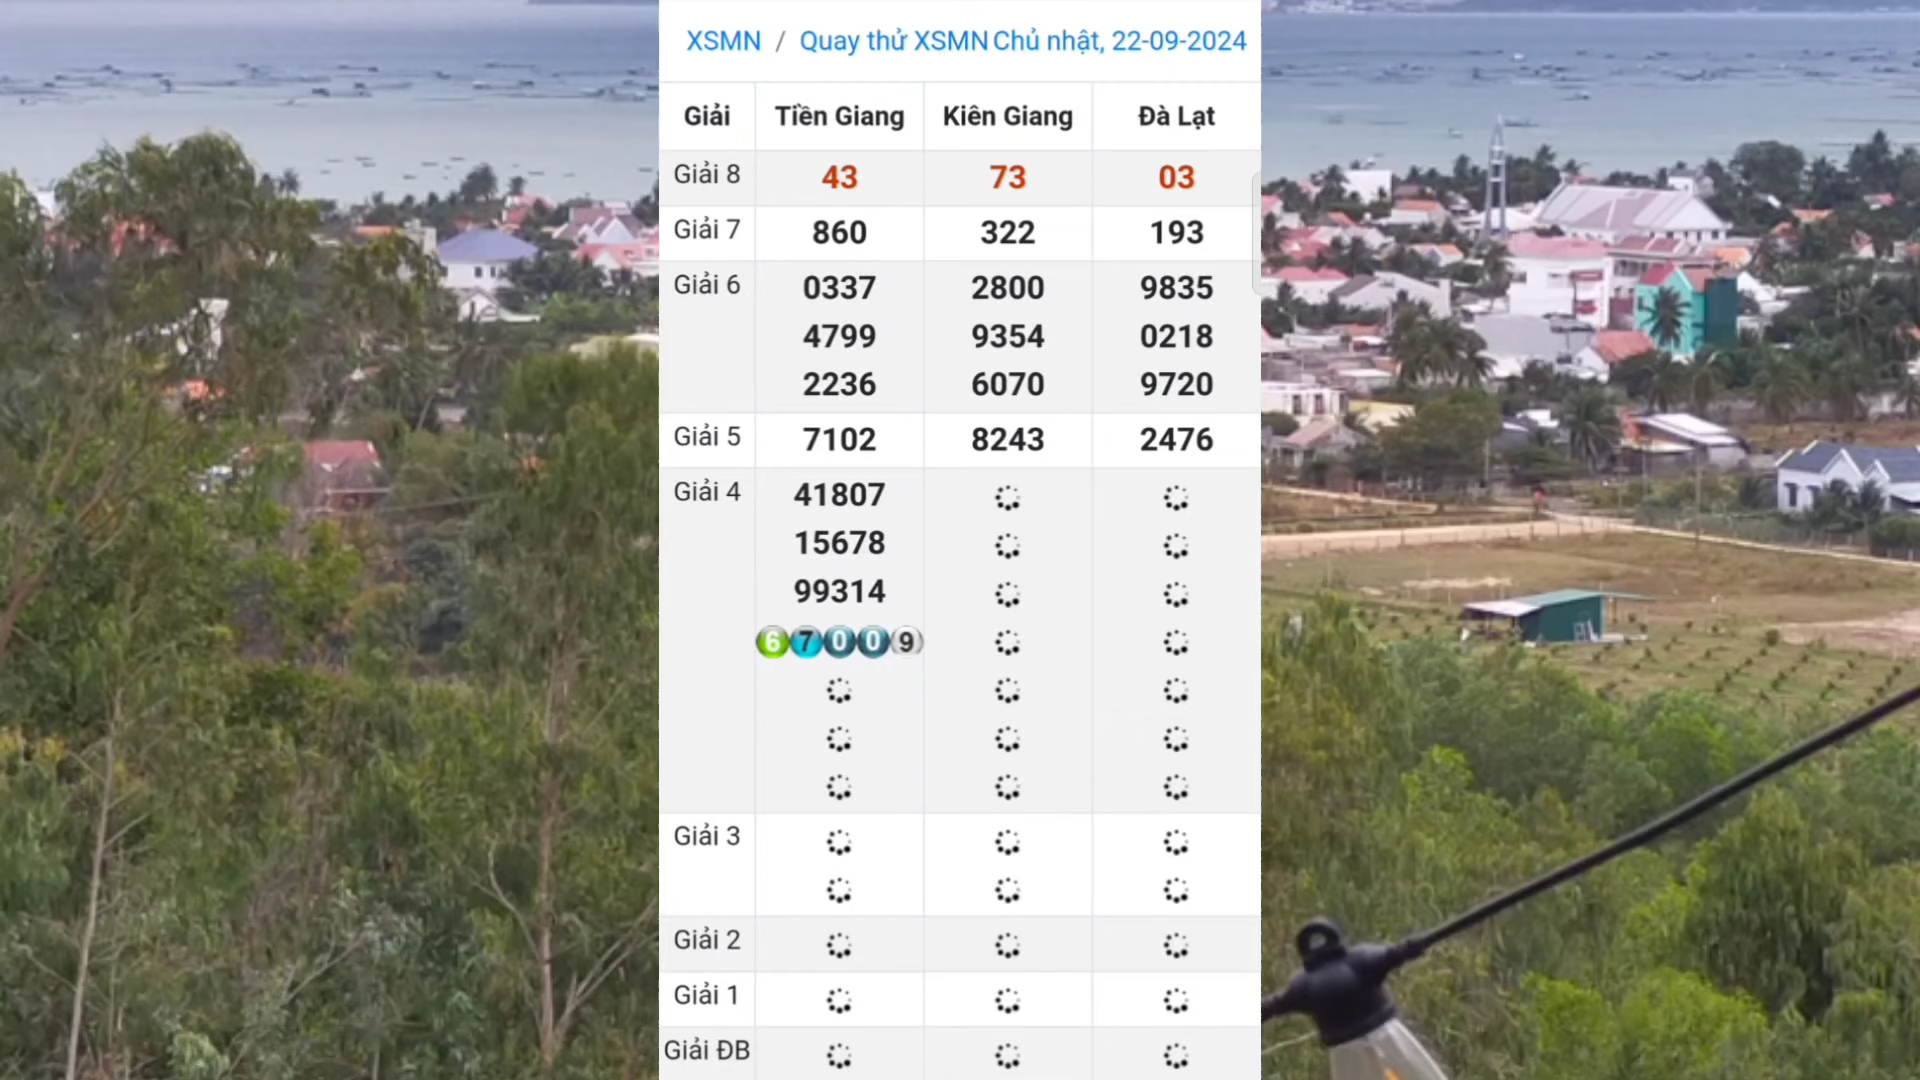 XSMN / Quay thử XSMN Chủ nhật, 22-09-2024
Giải Tiền Giang Kiên Giang Đà Lạt
Giải 8 43 73 03
Giải 7 860 322 193
Giải 6 0337 2800 9835
4799 9354 0218
2236 6070 9720
Giải 5 7102 8243 2476
Giải 4 41807
15678
99314
67009
Giải 3
Giải 2
Giải 1
Giải ĐB